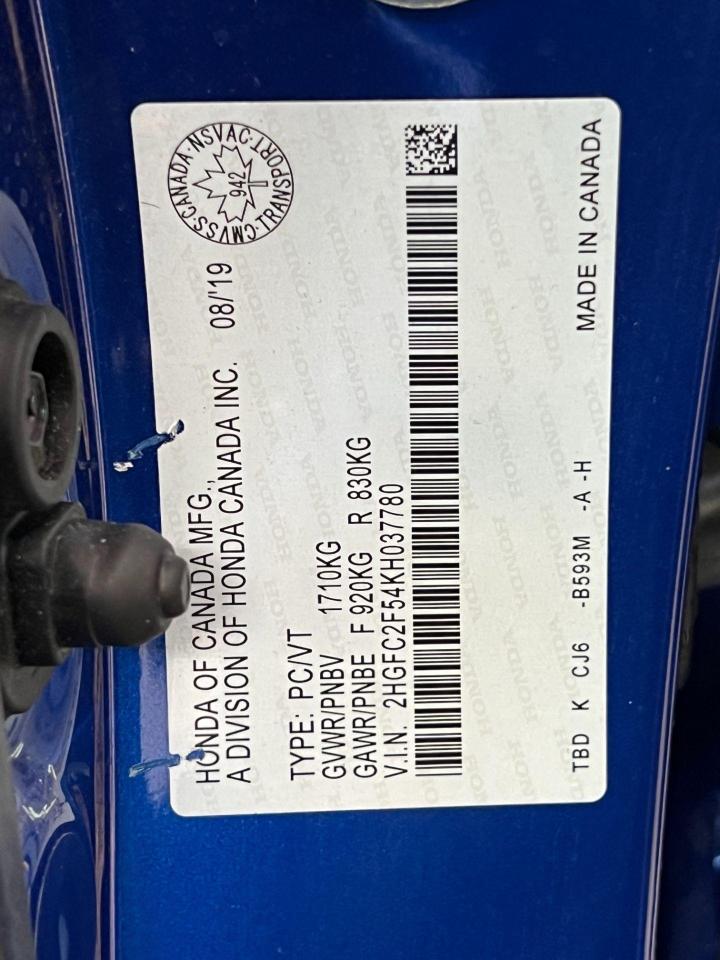 CMVSS·CANADA·NSVAC·TRANSPORT·
942
HONDA OF CANADA MFG.,
A DIVISION OF HONDA CANADA INC. 08/'19
TYPE: PC/VT
GVWR/PNBV 1710KG
GAWR/PNBE F 920KG R 830KG
V.I.N. 2HGFC2F54KH037780
TBD K CJ6 -B593M -A -H MADE IN CANADA